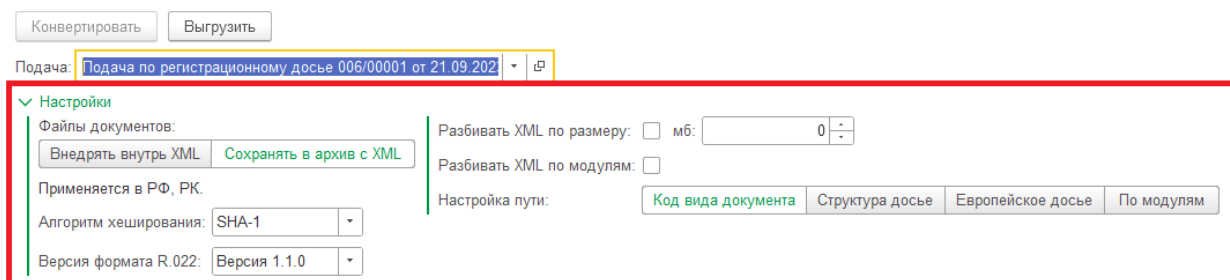 Конвертировать Выгрузить
Подача: Подача по регистрационному досье 006/00001 от 21.09.202
Настройки
Файлы документов:
Внедрять внутрь XML Сохранять в архив с XML
Применяется в РФ, РК.
Алгоритм хеширования: SHA-1
Версия формата R.022: Версия 1.1.0
Разбивать XML по размеру: мб: 0
Разбивать XML по модулям:
Настройка пути: Код вида документа Структура досье Европейское досье По модулям